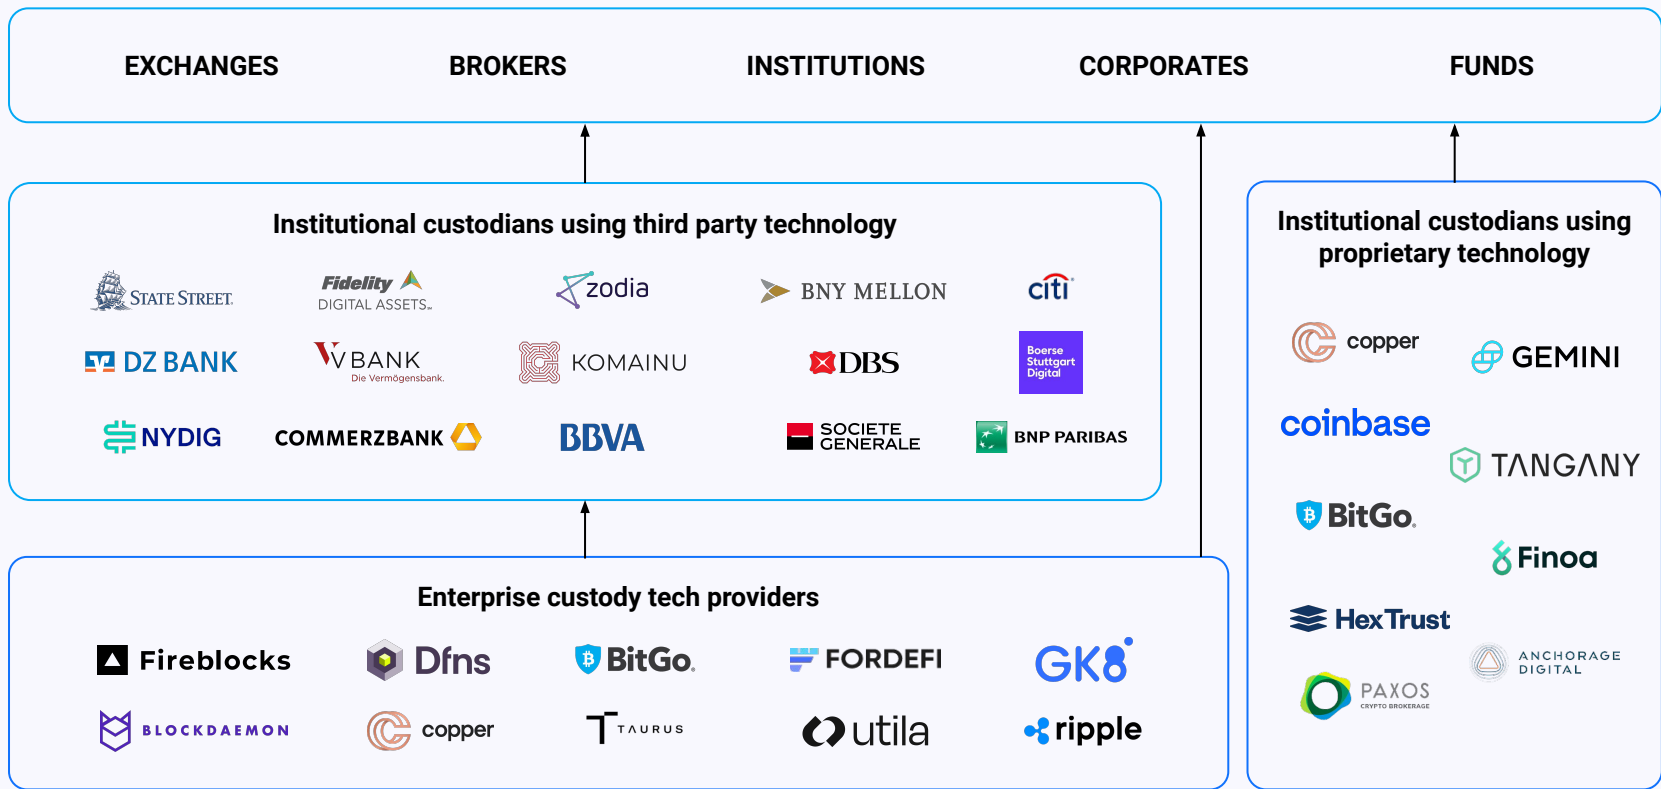 EXCHANGES BROKERS INSTITUTIONS CORPORATES FUNDS
Institutional custodians using third party technology
STATE STREET.
Fidelity
DIGITAL ASSETS℠
zodia
BNY MELLON
citi®
DZ BANK
V BANK
Die Vermögensbank.
KOMAINU
DBS
Boerse
Stuttgart
Digital
NYDIG
COMMERZBANK
BBVA
SOCIETE
GENERALE
BNP PARIBAS
Enterprise custody tech providers
Fireblocks
Dfns
BitGo®
FORDEFI
GK8
BLOCKDAEMON
copper
TAURUS
utila
ripple
Institutional custodians using
proprietary technology
copper
GEMINI
coinbase
TANGANY
BitGo®
Finoa
HexTrust
ANCHORAGE
DIGITAL
PAXOS
CRYPTO BROKERAGE